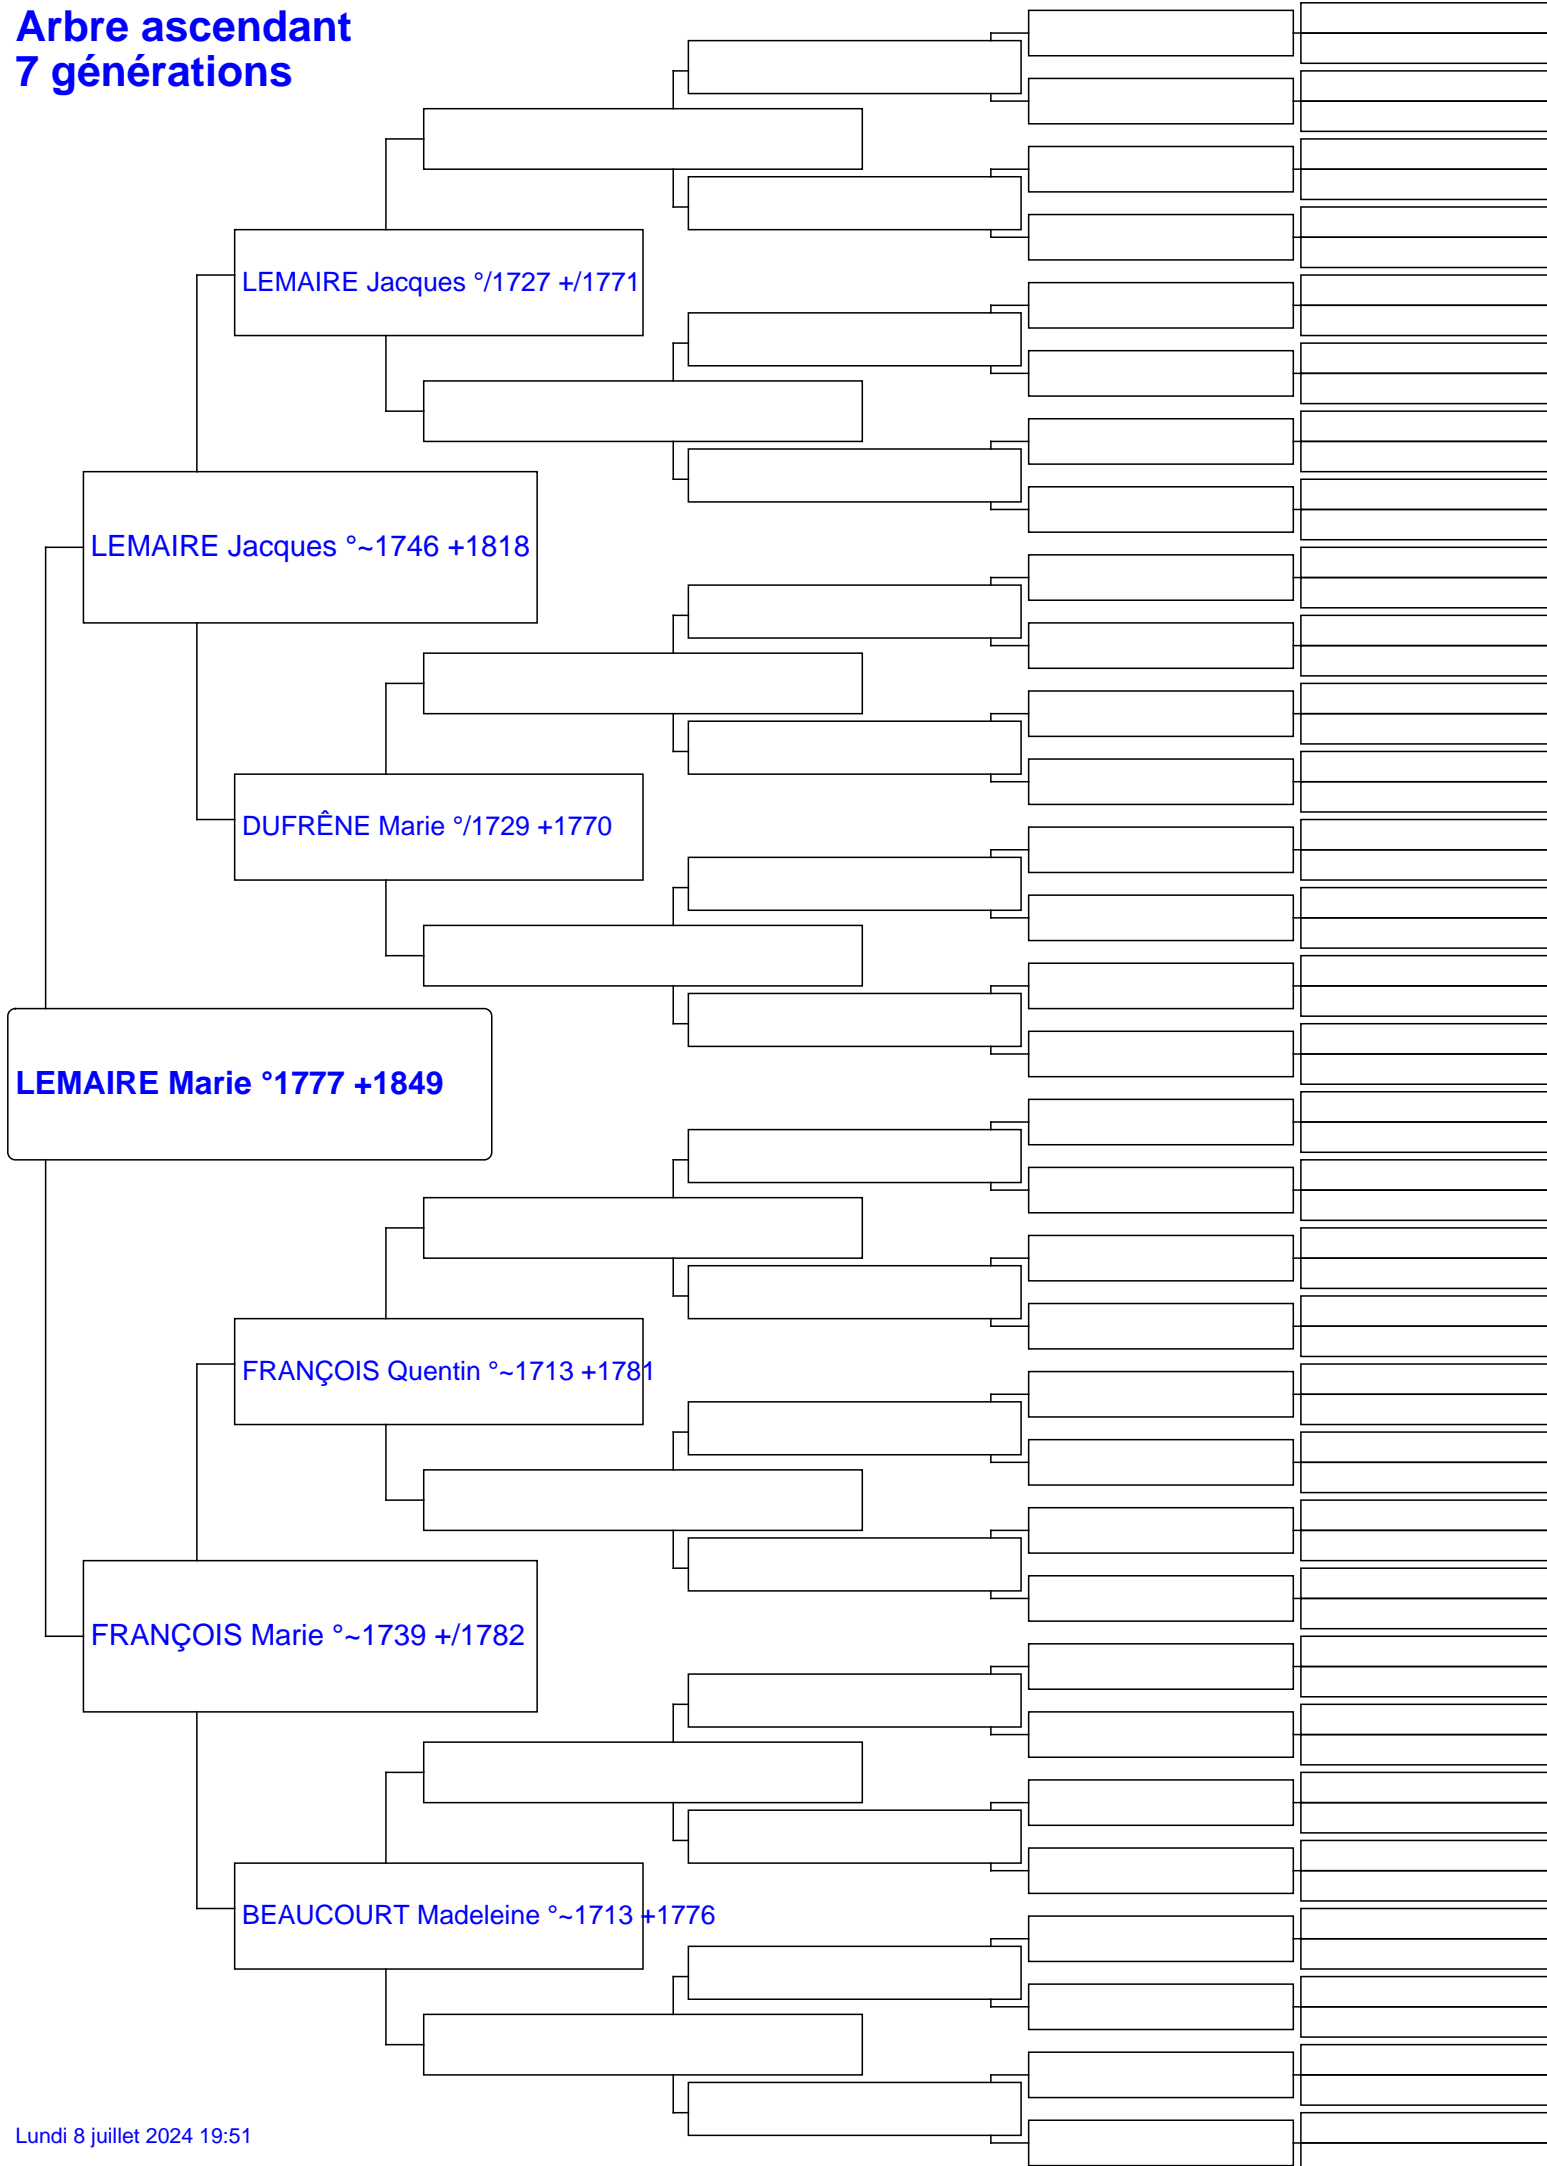 Arbre ascendant
7 générations
LEMAIRE Jacques °/1727 +/1771
LEMAIRE Jacques °~1746 +1818
DUFRÊNE Marie °/1729 +1770
LEMAIRE Marie °1777 +1849
FRANÇOIS Quentin °~1713 +1781
FRANÇOIS Marie °~1739 +/1782
BEAUCOURT Madeleine °~1713 +1776
Lundi 8 juillet 2024 19:51